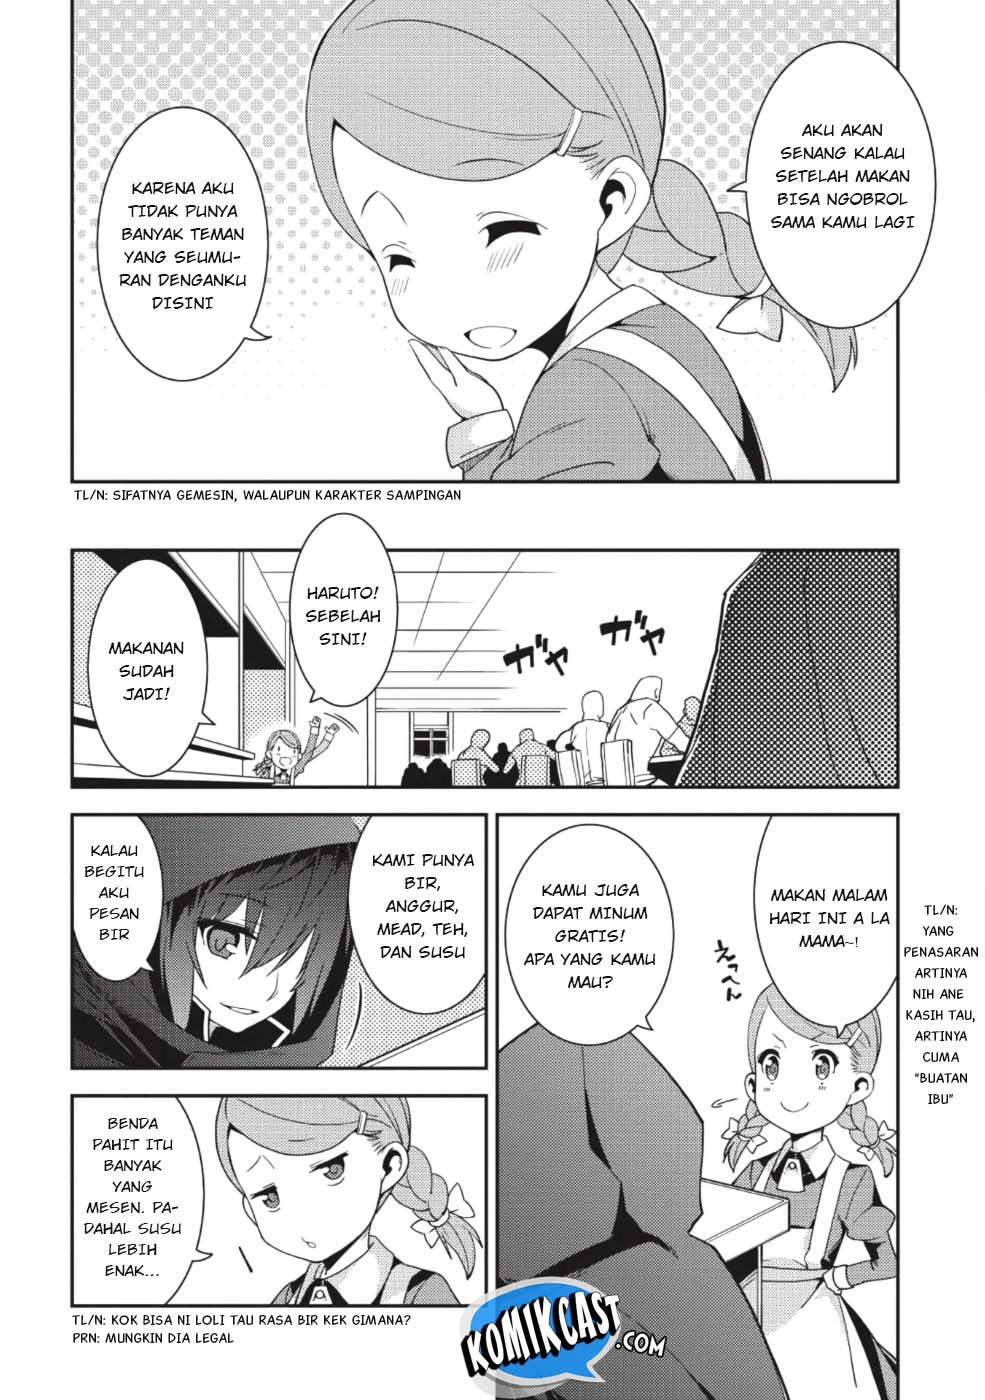 AKU AKAN
SENANG KALAU
SETELAH MAKAN
BISA NGOBROL
SAMA KAMU LAGI
KARENA AKU
TIDAK PUNYA
BANYAK TEMAN
YANG SEUMU-
RAN DENGANKU
DISINI
TL/N: SIFATNYA GEMESIN, WALAUPUN KARAKTER SAMPINGAN
HARUTO!
SEBELAH
SINI!
MAKANAN
SUDAH
JADI!
ガヤ
ガヤ
MAKAN MALAM
HARI INI A LA
MAMA~!
KAMU JUGA
DAPAT MINUM
GRATIS!
APA YANG KAMU
MAU?
えっへん
TL/N:
YANG
PENASARAN
ARTINYA
NIH ANE
KASIH TAU,
ARTINYA
CUMA
"BUATAN
IBU"
KAMI PUNYA
BIR,
ANGGUR,
MEAD, TEH,
DAN SUSU
KALAU
BEGITU
AKU
PESAN
BIR
BENDA
PAHIT ITU
BANYAK
YANG
MESEN. PA-
DAHAL SUSU
LEBIH
ENAK...
TL/N: KOK BISA NI LOLI TAU RASA BIR KEK GIMANA?
PRN: MUNGKIN DIA LEGAL
KOMIKCAST.COM